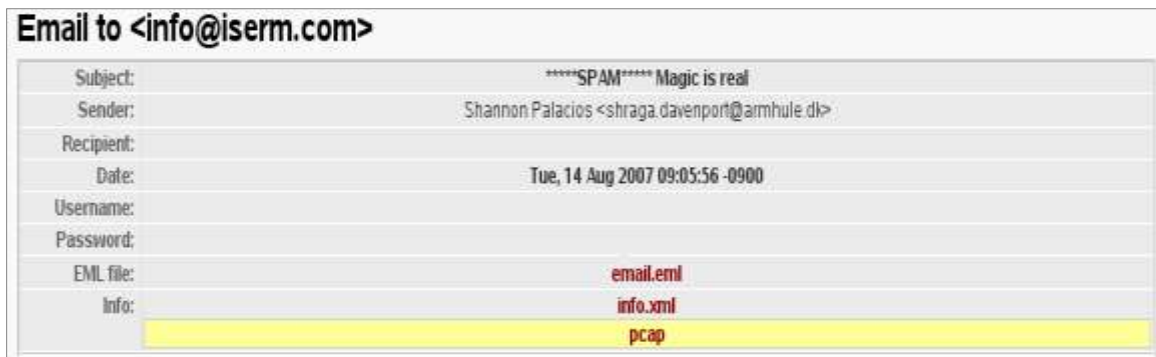 Email to <info@iserm.com>
Subject: *****SPAM***** Magic is real
Sender: Shannon Palacios <shraga.davenport@armhule.dk>
Recipient:
Date: Tue, 14 Aug 2007 09:05:56 -0900
Username:
Password:
EML file: email.eml
Info: info.xml
pcap